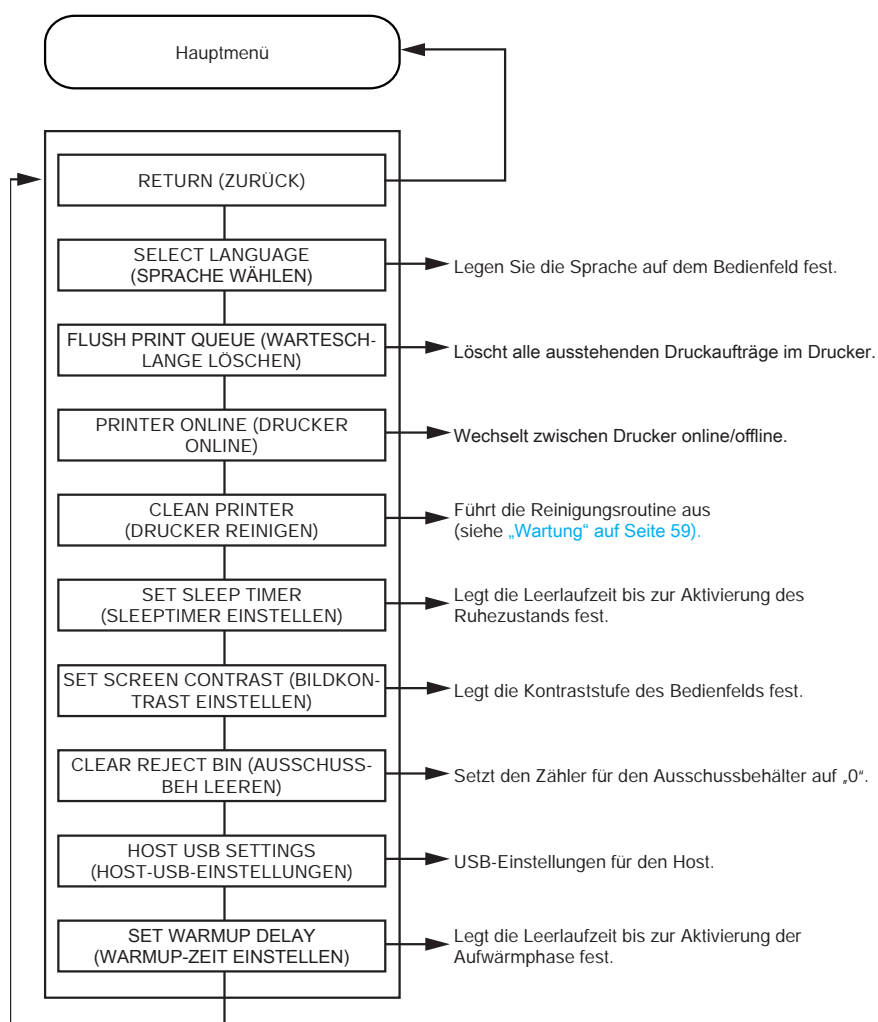 Hauptmenü
RETURN (ZURÜCK)
SELECT LANGUAGE
(SPRACHE WÄHLEN)
Legen Sie die Sprache auf dem Bedienfeld fest.
FLUSH PRINT QUEUE (WARTESCH-
LANGE LÖSCHEN)
Löscht alle ausstehenden Druckaufträge im Drucker.
PRINTER ONLINE (DRUCKER
ONLINE)
Wechselt zwischen Drucker online/offline.
CLEAN PRINTER
(DRUCKER REINIGEN)
Führt die Reinigungsroutine aus
(siehe „Wartung“ auf Seite 59).
SET SLEEP TIMER
(SLEEPTIMER EINSTELLEN)
Legt die Leerlaufzeit bis zur Aktivierung des
Ruhezustands fest.
SET SCREEN CONTRAST (BILDKON-
TRAST EINSTELLEN)
Legt die Kontraststufe des Bedienfelds fest.
CLEAR REJECT BIN (AUSSCHUSS-
BEH LEEREN)
Setzt den Zähler für den Ausschussbehälter auf „0“.
HOST USB SETTINGS
(HOST-USB-EINSTELLUNGEN)
USB-Einstellungen für den Host.
SET WARMUP DELAY
(WARMUP-ZEIT EINSTELLEN)
Legt die Leerlaufzeit bis zur Aktivierung der
Aufwärmphase fest.